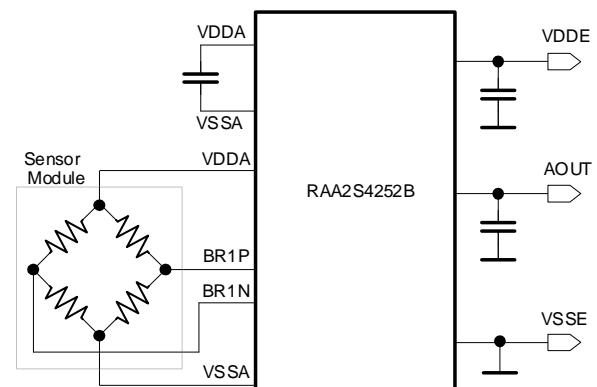 VDDA
VDDE
VSSA
Sensor
Module
VDDA
RAA2S4252B
AOUT
BR1P
BR1N
VSSE
VSSA